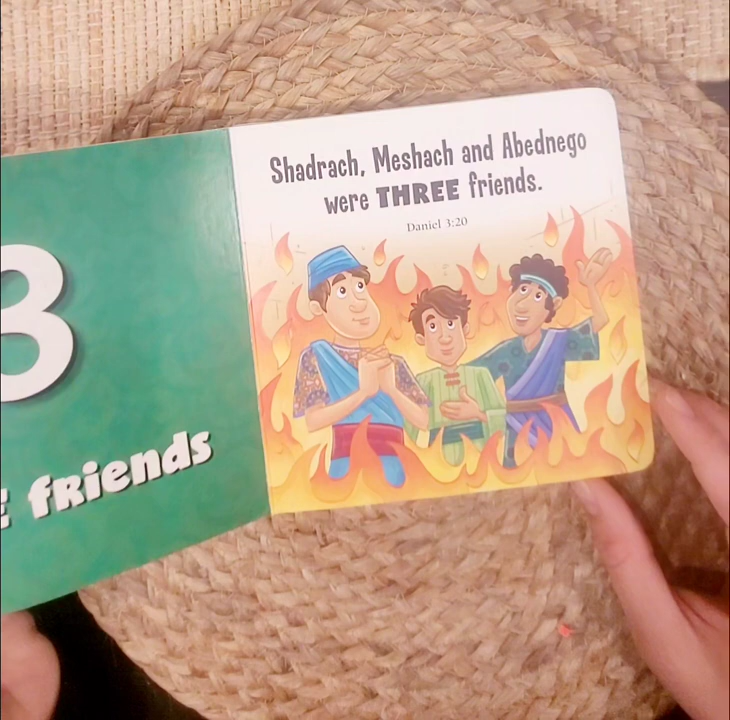 3
friends
Shadrach, Meshach and Abednego
were THREE friends.
Daniel 3:20